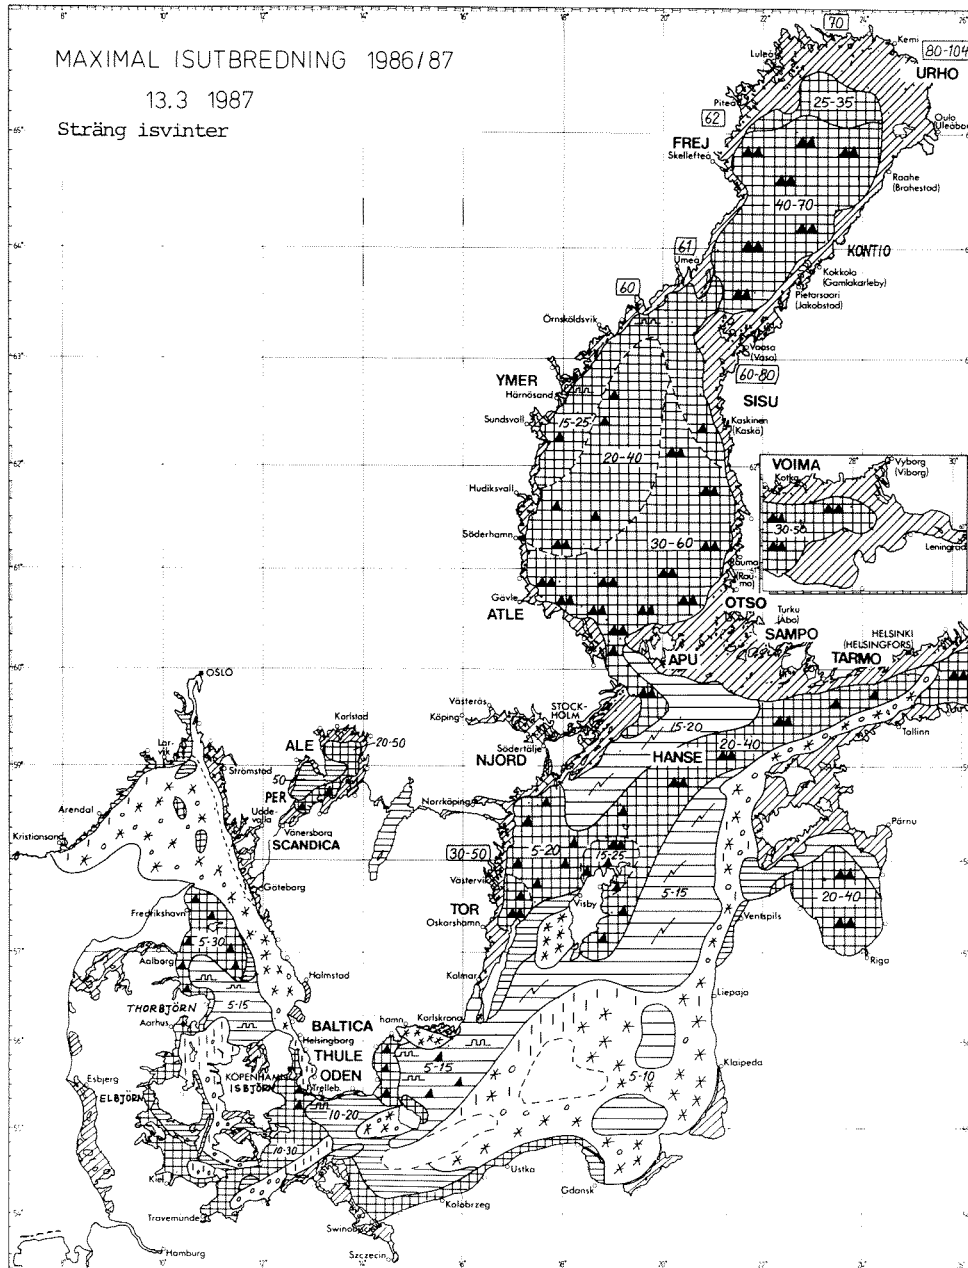 MAXIMAL ISUTBREDNING 1986/87
13.3 1987
Sträng isvinter
70
Kemi
80-104
Luleå
URHO
Piteå
25-35
62
Oulu
(Uleåborg)
FREJ
Skellefteå
Raahe
(Brahestad)
40-70
KONTIO
61
Umeå
Kokkola
(Gamlakarleby)
60
Pietarsaari
(Jakobstad)
Örnsköldsvik
Vaasa
(Vasa)
60-80
YMER
Härnösand
SISU
Sundsvall
15-25
Kaskinen
(Kaskö)
20-40
VOIMA
Kotka
Vyborg
(Viborg)
Hudiksvall
30-50
Söderhamn
30-60
Leningrad
Rauma
(Raumo)
Gävle
ATLE
OTSO
Turku
(Åbo)
SAMPO
HELSINKI
(HELSINGFORS)
APU
TARMO
OSLO
Västerås
Köping
STOCKHOLM
15-20
Tallinn
Karlstad
20-50
ALE
Larvik
Södertälje
NJORD
HANSE
20-40
Strömstad
50
PER
Arendal
Uddevalla
Norrköping
Kristiansand
Vänersborg
SCANDICA
Pärnu
30-50
5-20
15-25
Västervik
Göteborg
Visby
5-15
20-40
Fredrikshavn
TOR
Oskarshamn
Ventspils
5-30
Riga
Aalborg
Halmstad
Kalmar
Liepaja
THORBJÖRN
5-15
Aarhus
BALTICA
hamn
Karlskrona
Helsingborg
THULE
Klaipeda
KÖPENHAMN
ISBJÖRN
ODEN
5-15
5-10
Esbjerg
ELBJÖRN
Trelleb.
10-20
10-30
Kiel
Ustka
Gdansk
Kolobrzeg
Travemünde
Swinoujscie
Hamburg
Szczecin